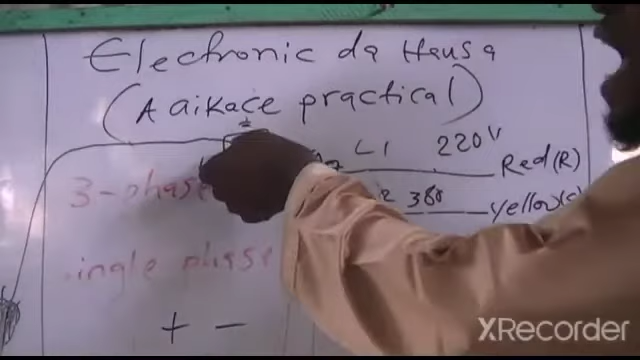 Electronic da Hausa
(A aikace practical)
L1 220V Red(R)
3-phase 380 yellow(
ingle phase
+ -
XRecorder